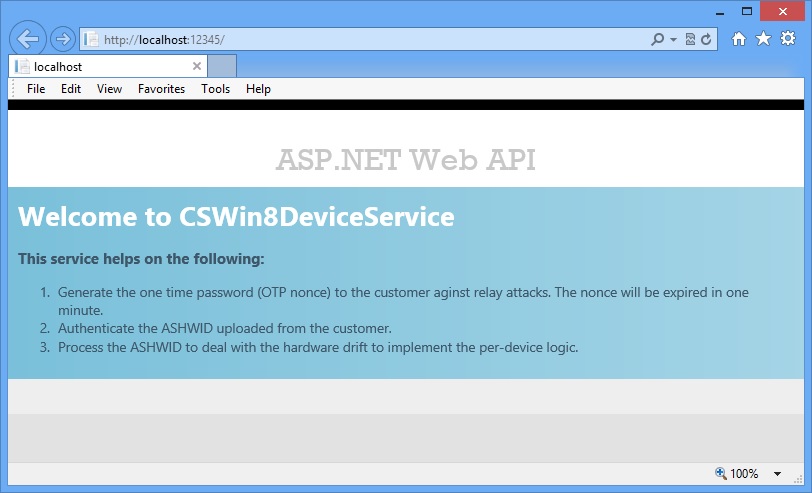 http://localhost:12345/
localhost
File Edit View Favorites Tools Help
ASP.NET Web API
Welcome to CSWin8DeviceService
This service helps on the following:
1. Generate the one time password (OTP nonce) to the customer aginst relay attacks. The nonce will be expired in one
minute.
2. Authenticate the ASHWID uploaded from the customer.
3. Process the ASHWID to deal with the hardware drift to implement the per-device logic.
100%